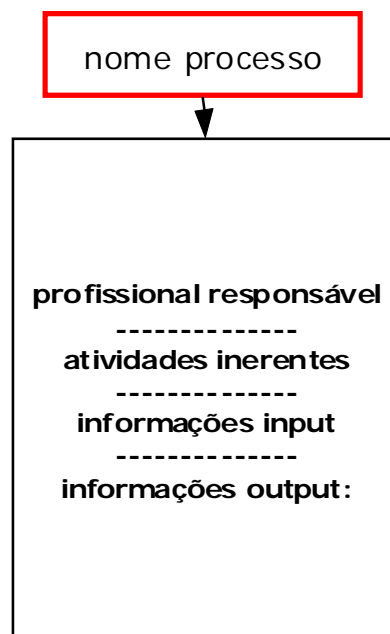 nome processo
profissional responsável
--------------
atividades inerentes
--------------
informações input
--------------
informações output: